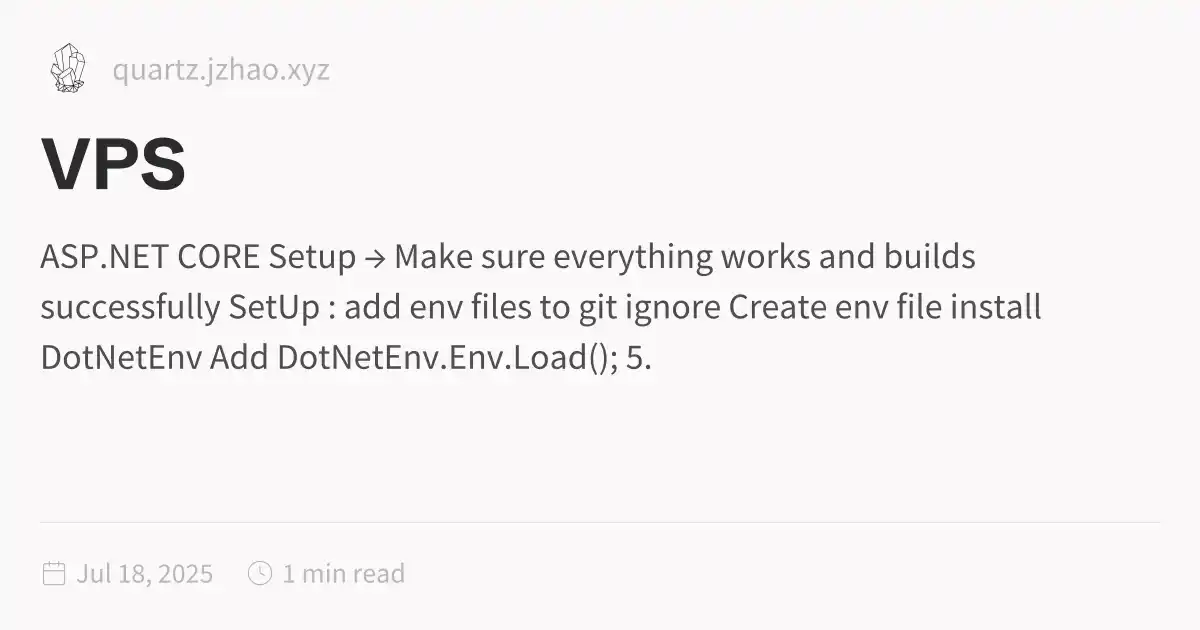 quartz.jzhao.xyz
VPS
ASP.NET CORE Setup → Make sure everything works and builds
successfully SetUp : add env files to git ignore Create env file install
DotNetEnv Add DotNetEnv.Env.Load(); 5.
Jul 18, 2025 1 min read